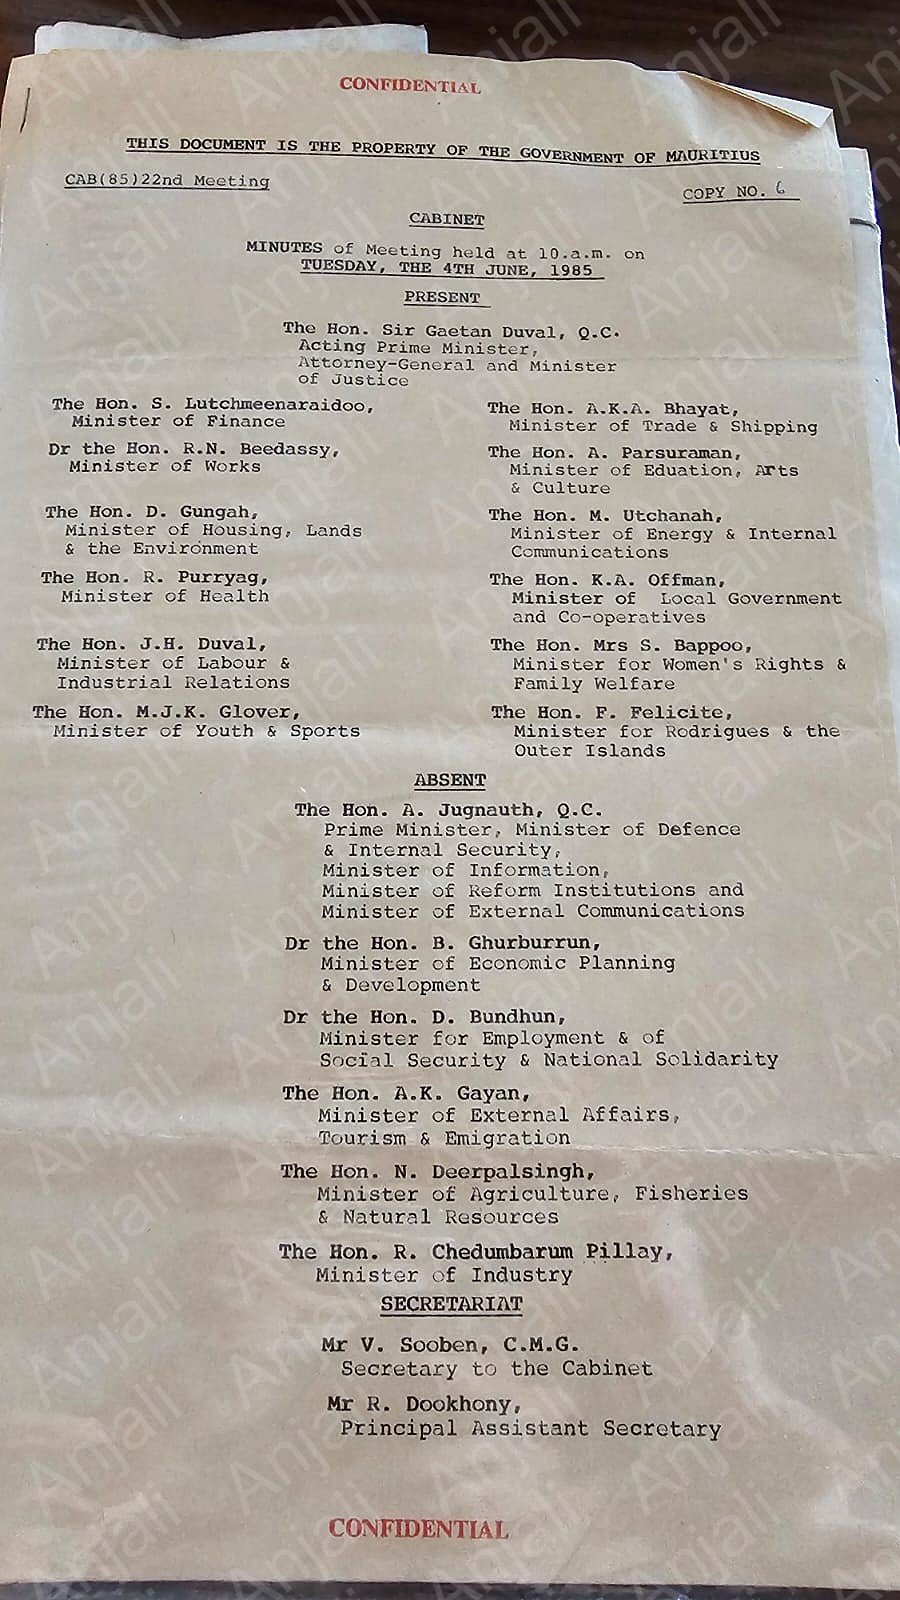 CONFIDENTIAL
THIS DOCUMENT IS THE PROPERTY OF THE GOVERNMENT OF MAURITIUS
CAB(85)22nd Meeting
COPY NO. 6
CABINET
MINUTES of Meeting held at 10.a.m. on
TUESDAY, THE 4TH JUNE, 1985
PRESENT
The Hon. Sir Gaetan Duval, Q.C.
Acting Prime Minister,
Attorney-General and Minister
of Justice
The Hon. S. Lutchmeenaraidoo,
Minister of Finance
Dr the Hon. R.N. Beedassy,
Minister of Works
The Hon. D. Gungah,
Minister of Housing, Lands
& the Environment
The Hon. R. Purryag,
Minister of Health
The Hon. J.H. Duval,
Minister of Labour &
Industrial Relations
The Hon. M.J.K. Glover,
Minister of Youth & Sports
The Hon. A.K.A. Bhayat,
Minister of Trade & Shipping
The Hon. A. Parsuraman,
Minister of Eduation, Arts
& Culture
The Hon. M. Utchanah,
Minister of Energy & Internal
Communications
The Hon. K.A. Offman,
Minister of Local Government
and Co-operatives
The Hon. Mrs S. Bappoo,
Minister for Women's Rights &
Family Welfare
The Hon. F. Felicite,
Minister for Rodrigues & the
Outer Islands
ABSENT
The Hon. A. Jugnauth, Q.C.
Prime Minister, Minister of Defence
& Internal Security,
Minister of Information,
Minister of Reform Institutions and
Minister of External Communications
Dr the Hon. B. Ghurburrun,
Minister of Economic Planning
& Development
Dr the Hon. D. Bundhun,
Minister for Employment & of
Social Security & National Solidarity
The Hon. A.K. Gayan,
Minister of External Affairs,
Tourism & Emigration
The Hon. N. Deerpalsingh,
Minister of Agriculture, Fisheries
& Natural Resources
The Hon. R. Chedumbarum Pillay,
Minister of Industry
SECRETARIAT
Mr V. Sooben, C.M.G.
Secretary to the Cabinet
Mr R. Dookhony,
Principal Assistant Secretary
CONFIDENTIAL
Anjali